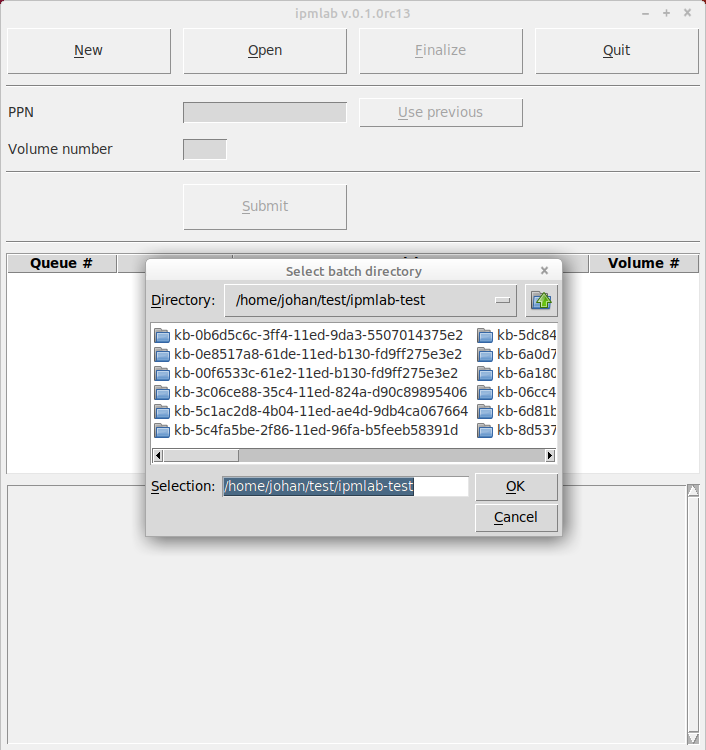 ipmlab v.0.1.0rc13
New Open Finalize Quit
PPN Use previous
Volume number
Submit
Queue # Volume #
Select batch directory
Directory: /home/johan/test/ipmlab-test
kb-0b6d5c6c-3ff4-11ed-9da3-5507014375e2 kb-5dc84
kb-0e8517a8-61de-11ed-b130-fd9ff275e3e2 kb-6a0d7
kb-00f6533c-61e2-11ed-b130-fd9ff275e3e2 kb-6a180
kb-3c06ce88-35c4-11ed-824a-d90c89895406 kb-06cc4
kb-5c1ac2d8-4b04-11ed-ae4d-9db4ca067664 kb-6d81b
kb-5c4fa5be-2f86-11ed-96fa-b5feeb58391d kb-8d537
Selection: /home/johan/test/ipmlab-test OK
Cancel